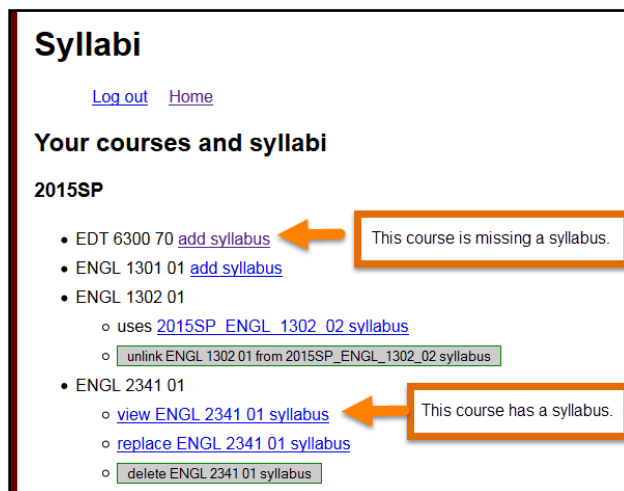 Syllabi
Log out Home
Your courses and syllabi
2015SP
EDT 6300 70 add syllabus
This course is missing a syllabus.
ENGL 1301 01 add syllabus
ENGL 1302 01
uses 2015SP_ENGL_1302_02 syllabus
unlink ENGL 1302 01 from 2015SP_ENGL_1302_02 syllabus
ENGL 2341 01
view ENGL 2341 01 syllabus
This course has a syllabus.
replace ENGL 2341 01 syllabus
delete ENGL 2341 01 syllabus